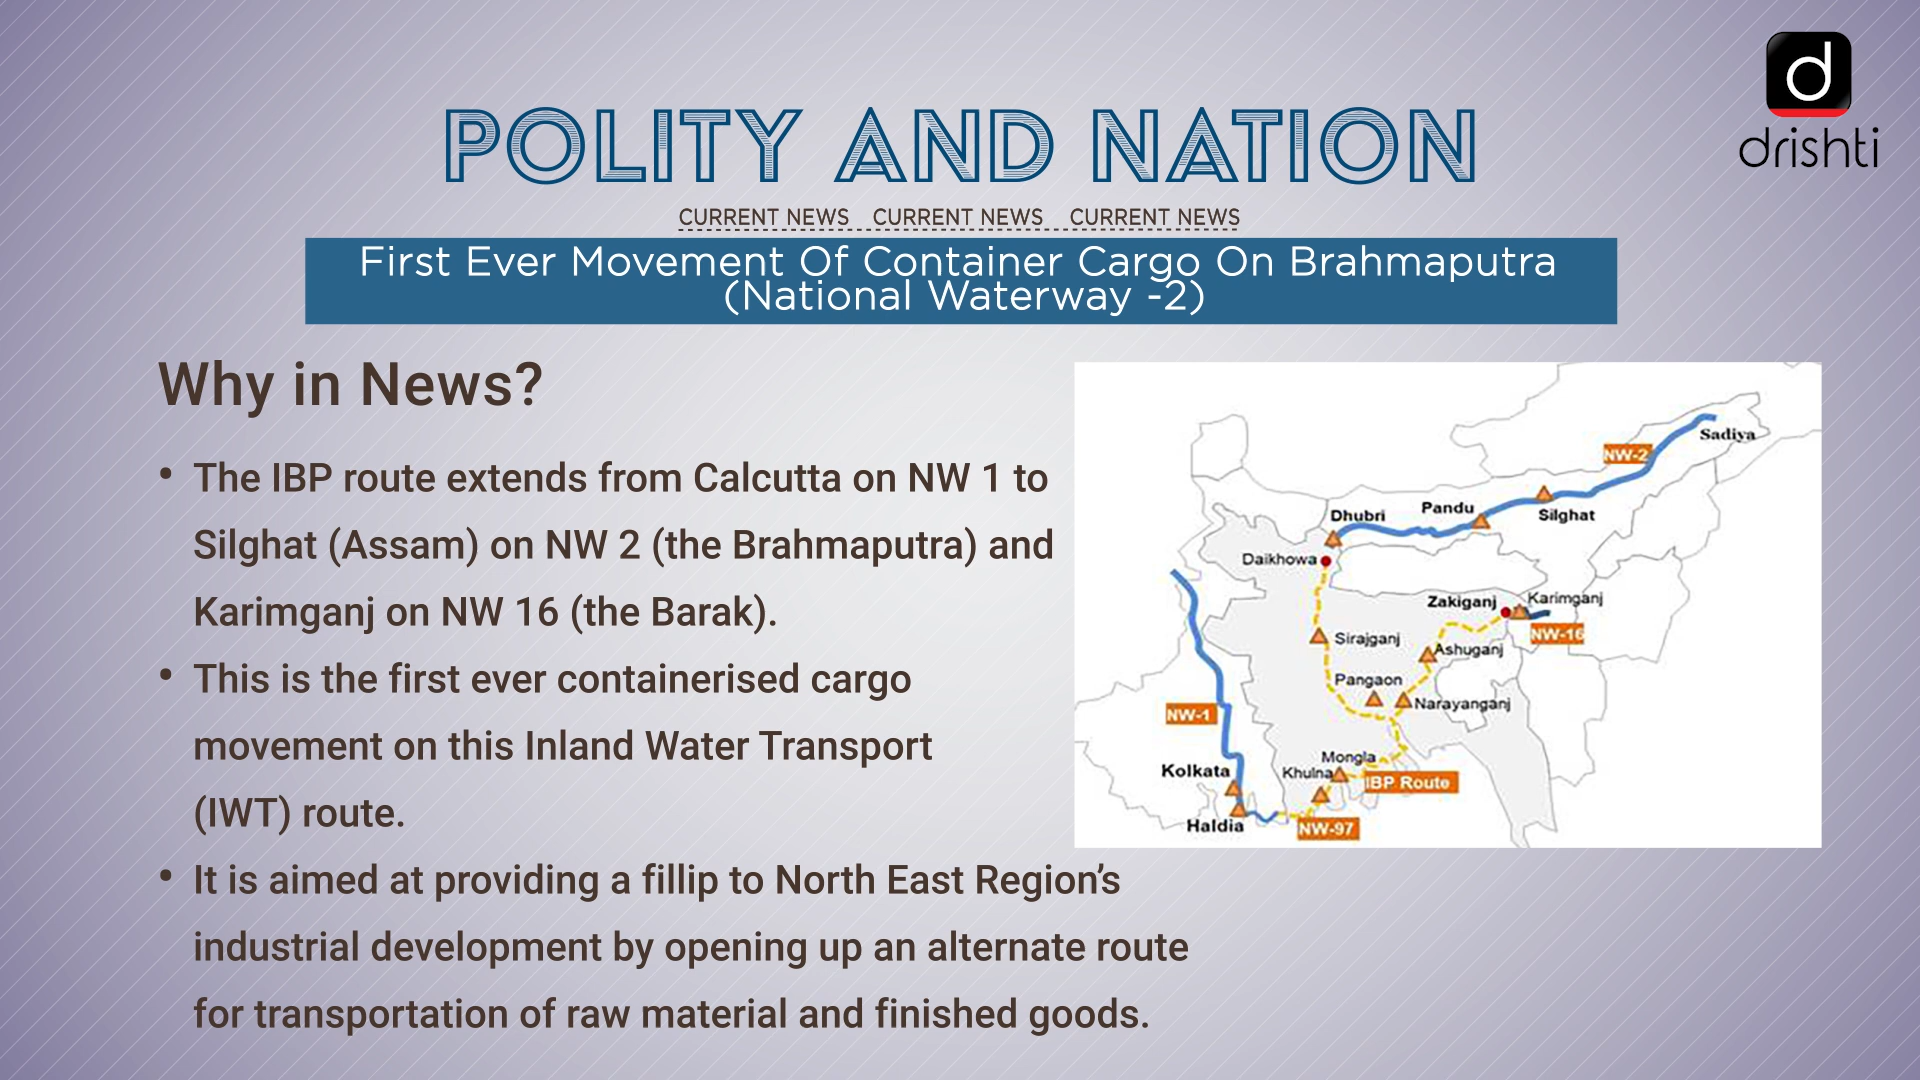 d
drishti
POLITY AND NATION
CURRENT NEWS CURRENT NEWS CURRENT NEWS
First Ever Movement Of Container Cargo On Brahmaputra
(National Waterway -2)
Why in News?
• The IBP route extends from Calcutta on NW 1 to
Silghat (Assam) on NW 2 (the Brahmaputra) and
Karimganj on NW 16 (the Barak).
• This is the first ever containerised cargo
movement on this Inland Water Transport
(IWT) route.
• It is aimed at providing a fillip to North East Region’s
industrial development by opening up an alternate route
for transportation of raw material and finished goods.
Sadiya
NW-2
Pandu
Silghat
Dhubri
Daikhowa
Zakiganj
Karimganj
NW-16
Sirajganj
Ashuganj
Pangaon
Narayanganj
NW-1
Mongla
Kolkata
Khulna
IBP Route
Haldia
NW-97